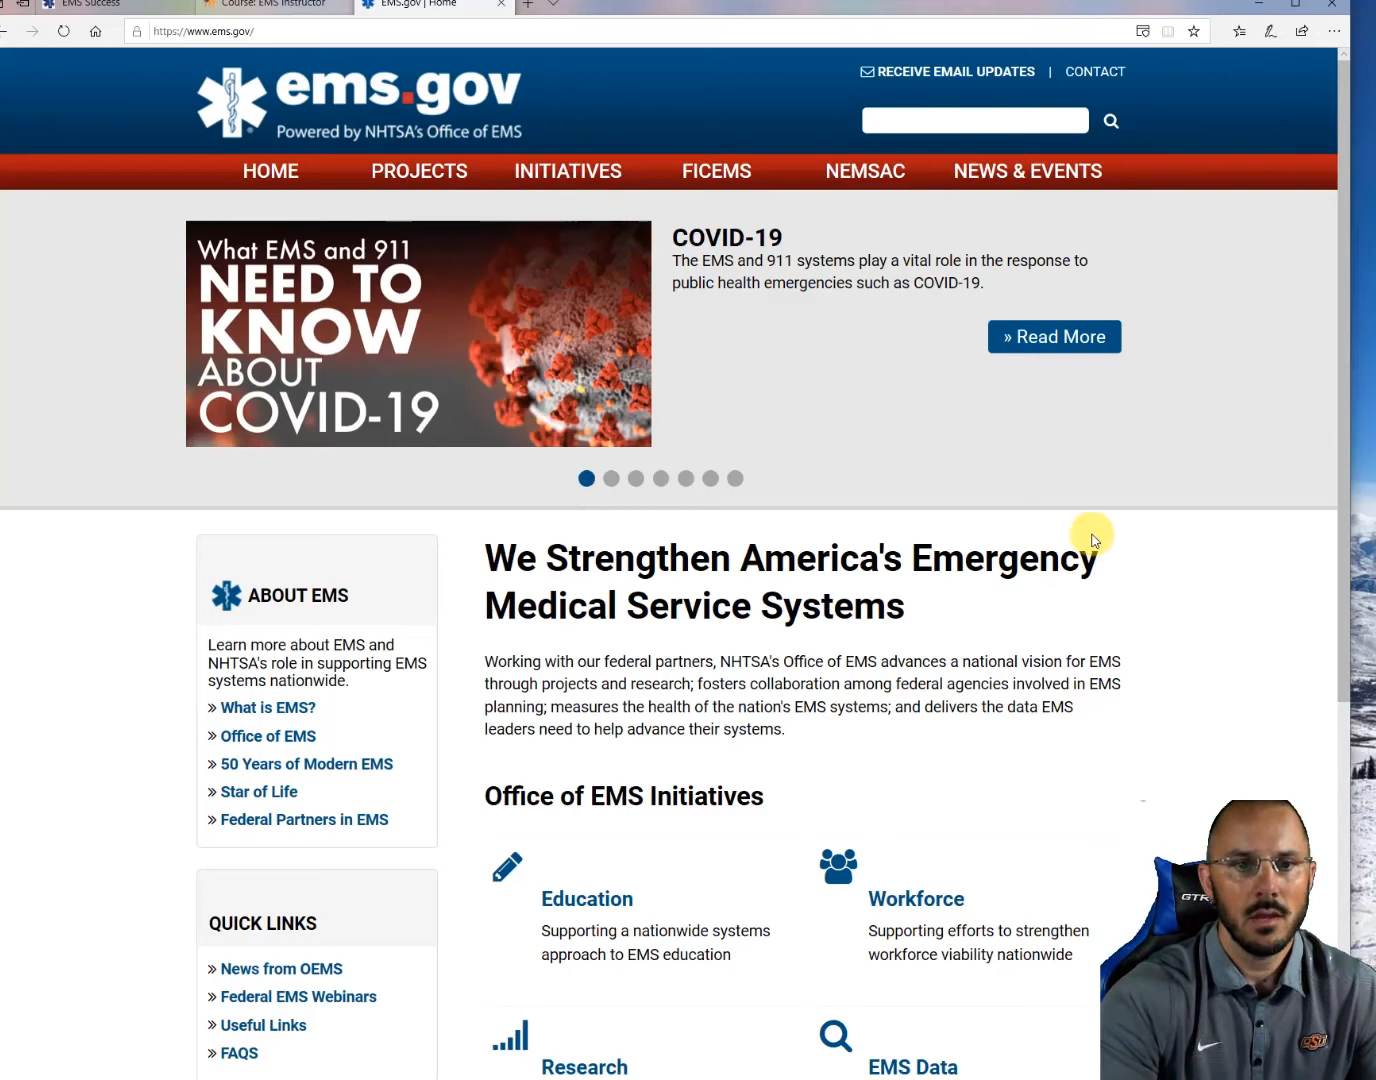 EMS Success
Course: EMS Instructor
EMS.gov | Home
https://www.ems.gov/
ems.gov
Powered by NHTSA's Office of EMS
RECEIVE EMAIL UPDATES | CONTACT
HOME PROJECTS INITIATIVES FICEMS NEMSAC NEWS & EVENTS
What EMS and 911
NEED TO
KNOW
ABOUT
COVID-19
COVID-19
The EMS and 911 systems play a vital role in the response to
public health emergencies such as COVID-19.
» Read More
We Strengthen America's Emergency
Medical Service Systems
Working with our federal partners, NHTSA's Office of EMS advances a national vision for EMS
through projects and research; fosters collaboration among federal agencies involved in EMS
planning; measures the health of the nation's EMS systems; and delivers the data EMS
leaders need to help advance their systems.
ABOUT EMS
Learn more about EMS and
NHTSA's role in supporting EMS
systems nationwide.
» What is EMS?
» Office of EMS
» 50 Years of Modern EMS
» Star of Life
» Federal Partners in EMS
QUICK LINKS
» News from OEMS
» Federal EMS Webinars
» Useful Links
» FAQS
Office of EMS Initiatives
Education
Supporting a nationwide systems
approach to EMS education
Workforce
Supporting efforts to strengthen
workforce viability nationwide
Research
EMS Data
GTR
OSU